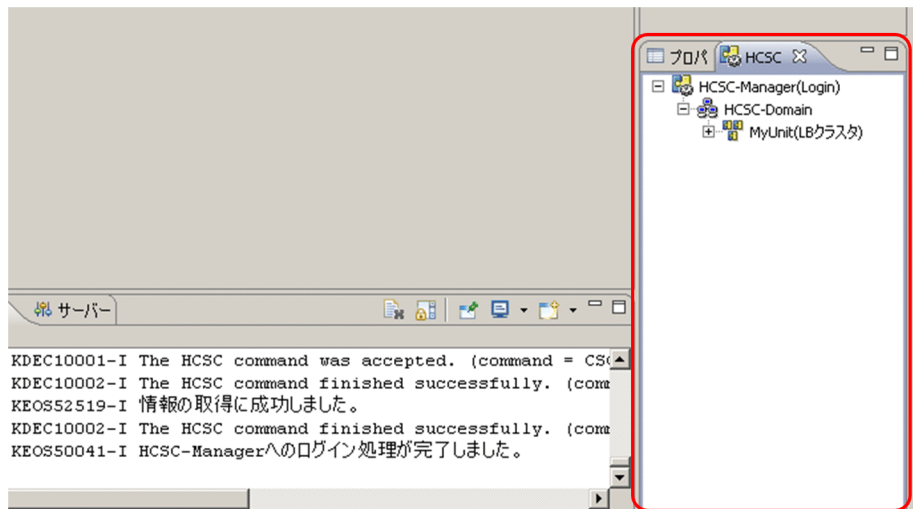 プロパ HCSC
HCSC-Manager(Login)
HCSC-Domain
MyUnit(LBクラスタ)
サーバー
KDEC10001-I The HCSC command was accepted. (command = CSC
KDEC10002-I The HCSC command finished successfully. (comm
KEOS52519-I 情報の取得に成功しました。
KDEC10002-I The HCSC command finished successfully. (comm
KEOS50041-I HCSC-Managerへのログイン処理が完了しました。